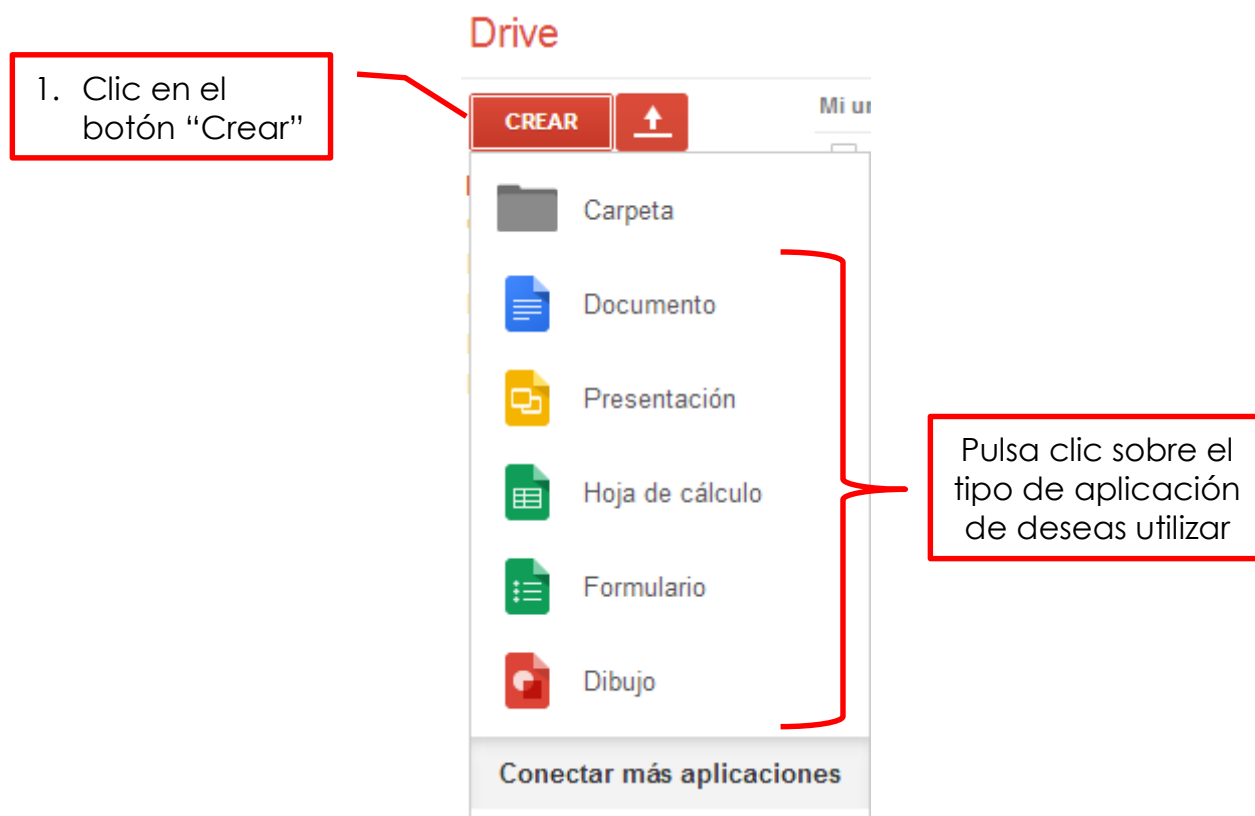 Drive
1. Clic en el
botón “Crear”
CREAR
Mi un
Carpeta
Documento
Presentación
Hoja de cálculo
Formulario
Dibujo
Pulsa clic sobre el
tipo de aplicación
de deseas utilizar
Conectar más aplicaciones